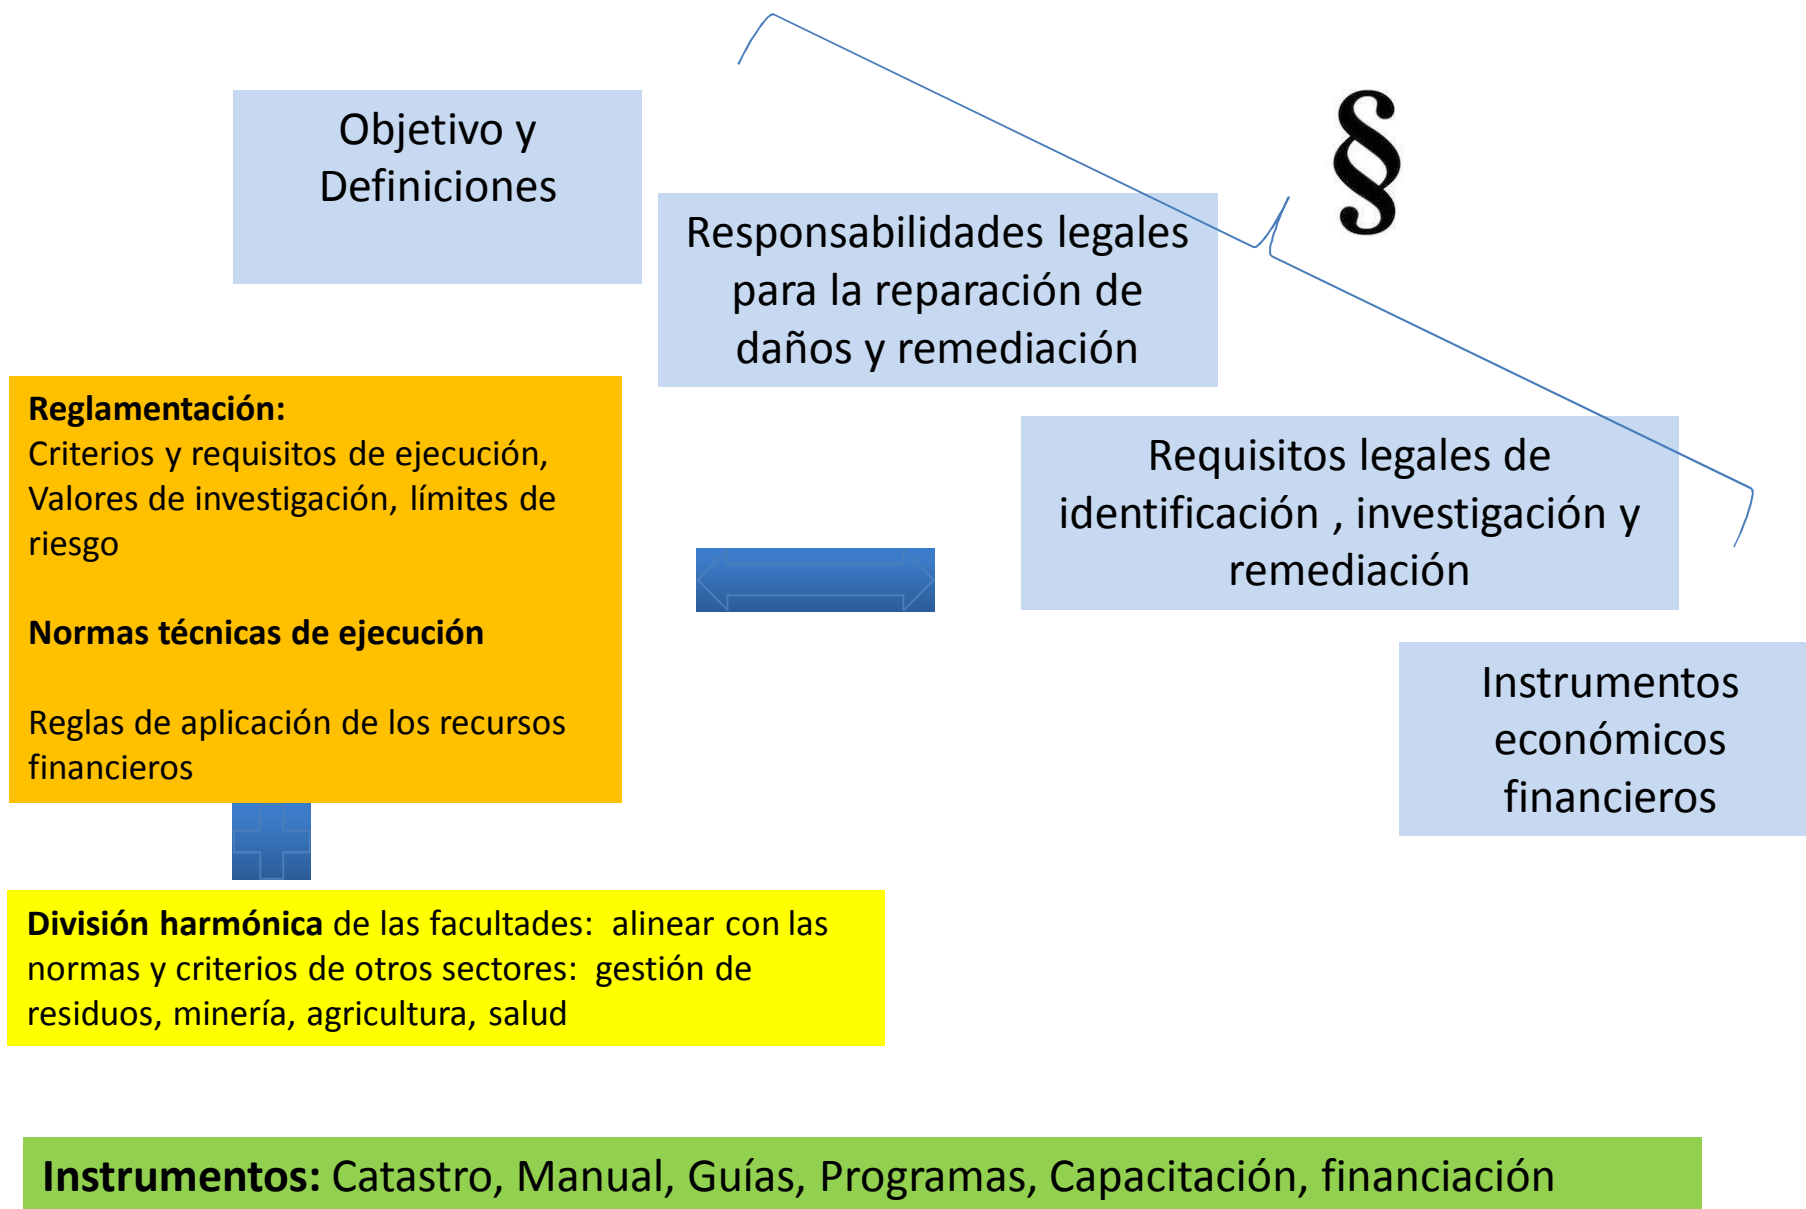 §
Objetivo y
Definiciones
Responsabilidades legales
para la reparación de
daños y remediación
Requisitos legales de
identificación , investigación y
remediación
Instrumentos
económicos
financieros
Reglamentación:
Criterios y requisitos de ejecución,
Valores de investigación, límites de
riesgo
Normas técnicas de ejecución
Reglas de aplicación de los recursos
financieros
División harmónica de las facultades:  alinear con las
normas y criterios de otros sectores:  gestión de
residuos, minería, agricultura, salud
Instrumentos: Catastro, Manual, Guías, Programas, Capacitación, financiación